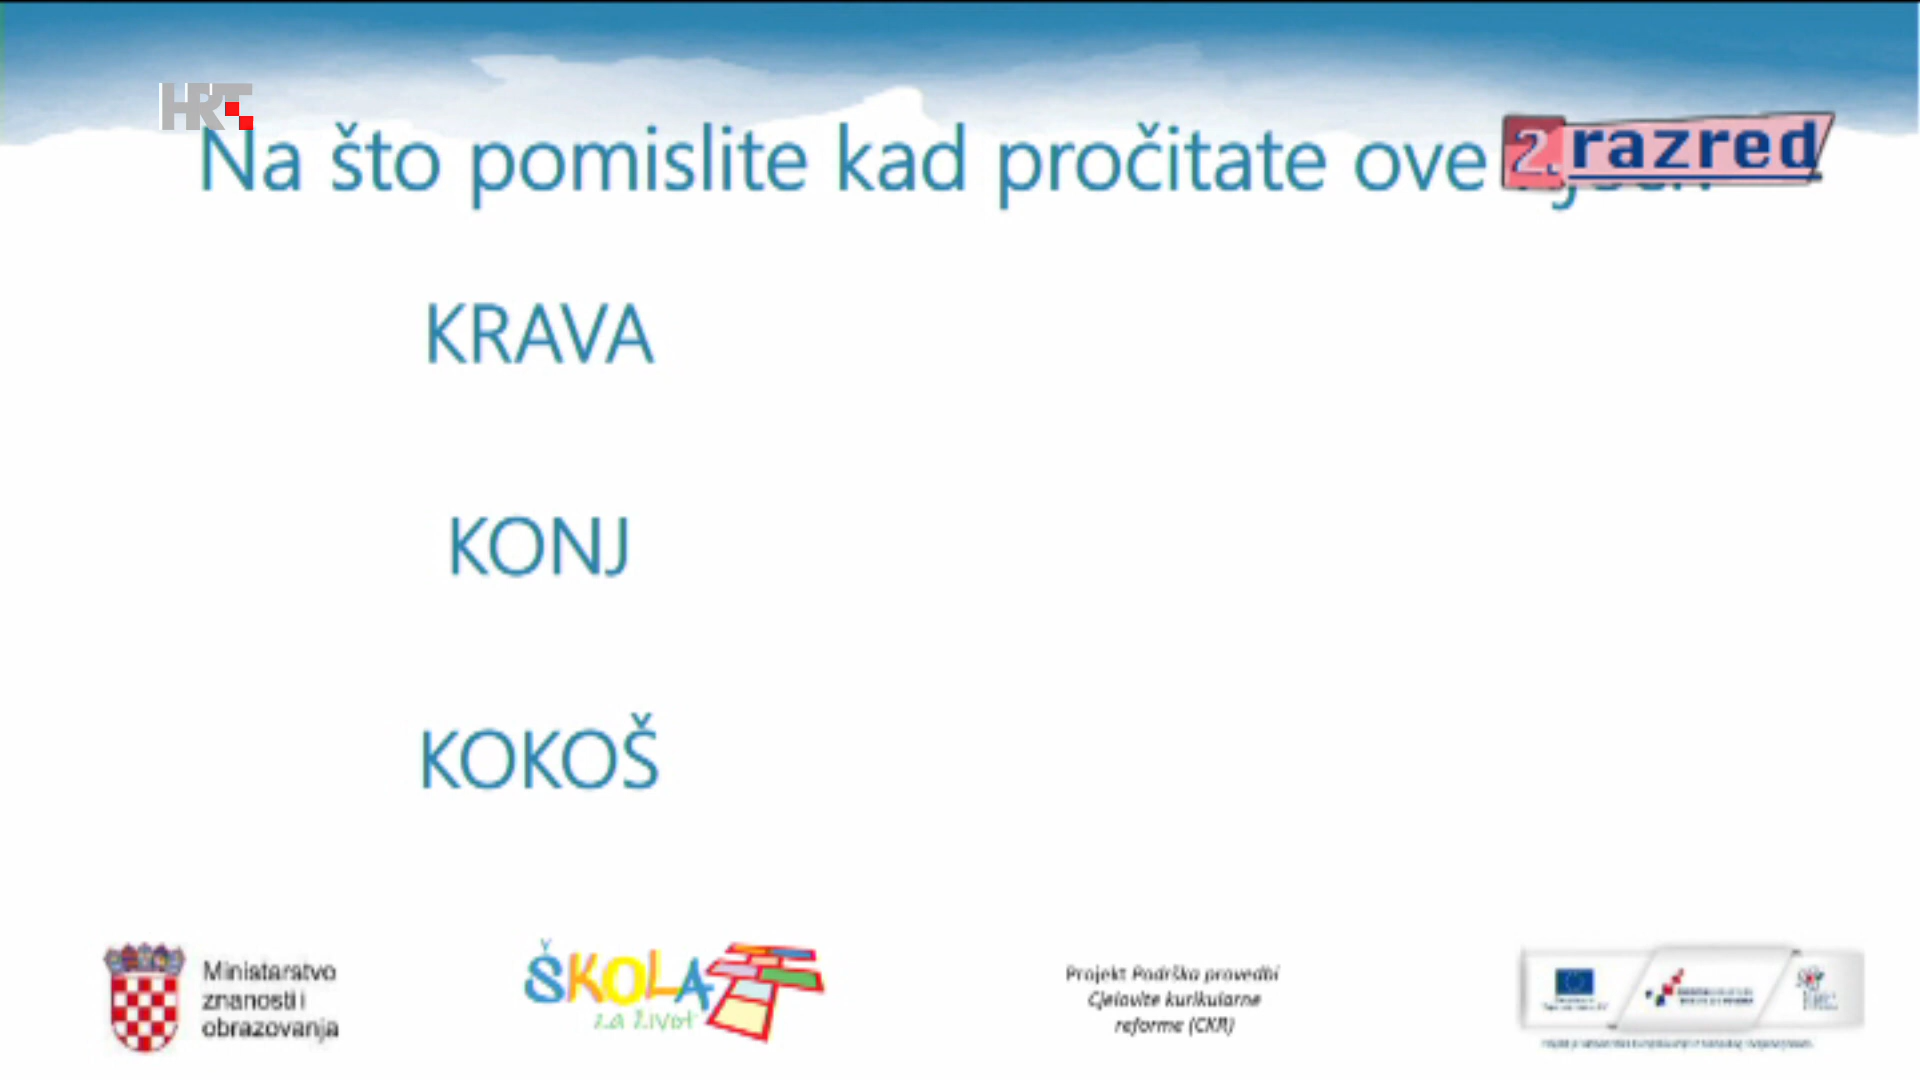 HRT
Na što pomislite kad pročitate ove
2. razred
KRAVA
KONJ
KOKOŠ
Ministarstvo
znanosti i
obrazovanja
ŠKOLA
za život
Projekt Podrška provedbi
Cjelovite kurikularne
reforme (CKR)